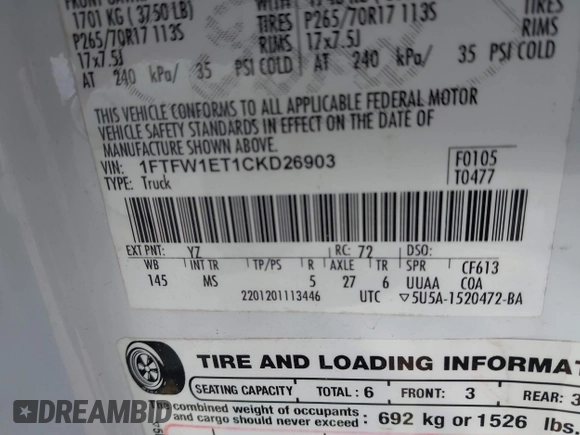 1701 KG ( 3750 LB)
TIRES
TIRES
P265/70R17 113S
RIMS
P265/70R17 113S
RIMS
17x7.5J
17x7.5J
AT 240 kPa/ 35 PSI COLD
AT 240 kPa/ 35 PSI COLD
THIS VEHICLE CONFORMS TO ALL APPLICABLE FEDERAL MOTOR
VEHICLE SAFETY STANDARDS IN EFFECT ON THE DATE OF
MANUFACTURE SHOWN ABOVE.
VIN: 1FTFW1ET1CKD26903
F0105
TYPE: Truck
T0477
EXT PNT: YZ RC: 72 DSO:
WB INT TR TP/PS R AXLE TR SPR CF613
145 MS 5 27 6 UUAA COA
2201201113446 UTC ▽5U5A-1520472-BA
TIRE AND LOADING INFORMAT
SEATING CAPACITY TOTAL : 6 FRONT: 3 REAR: 3
combined weight of occupants :
and cargo should never exceed : 692 kg or 1526 lbs.
DREAMBID